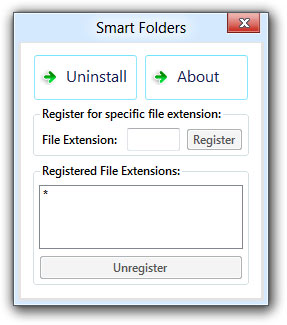 Smart Folders
Uninstall
About
Register for specific file extension:
File Extension:
Register
Registered File Extensions:
*
Unregister